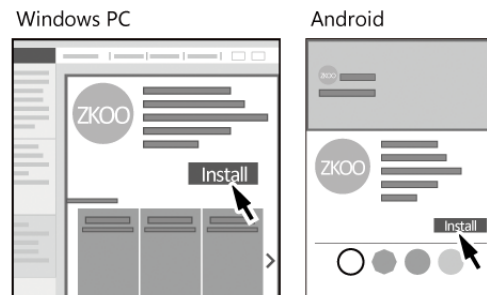 Windows PC
ZKOO
Install
Android
ZKOO
ZKOO
Install